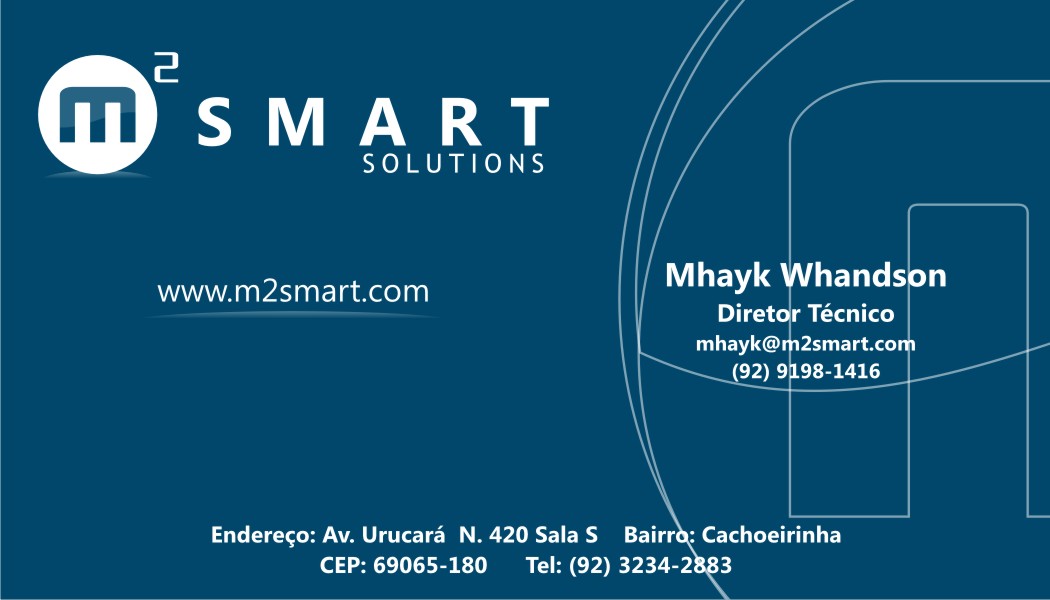 m2 SMART
SOLUTIONS
www.m2smart.com
Mhayk Whandson
Diretor Técnico
mhayk@m2smart.com
(92) 9198-1416
Endereço: Av. Urucará N. 420 Sala S Bairro: Cachoeirinha
CEP: 69065-180 Tel: (92) 3234-2883